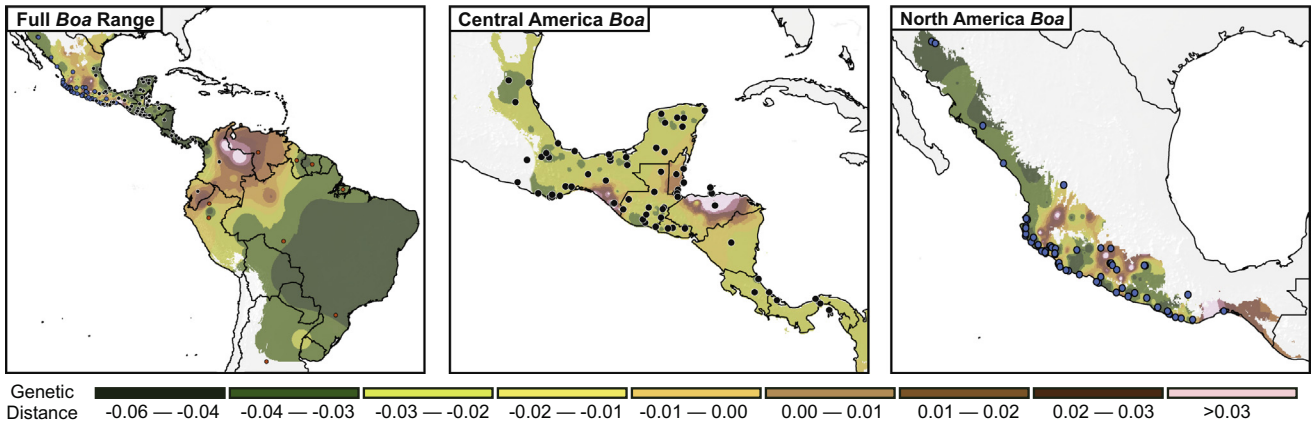 Full Boa Range
Central America Boa
North America Boa
Genetic
Distance
-0.06 — -0.04
-0.04 — -0.03
-0.03 — -0.02
-0.02 — -0.01
-0.01 — 0.00
0.00 — 0.01
0.01 — 0.02
0.02 — 0.03
>0.03